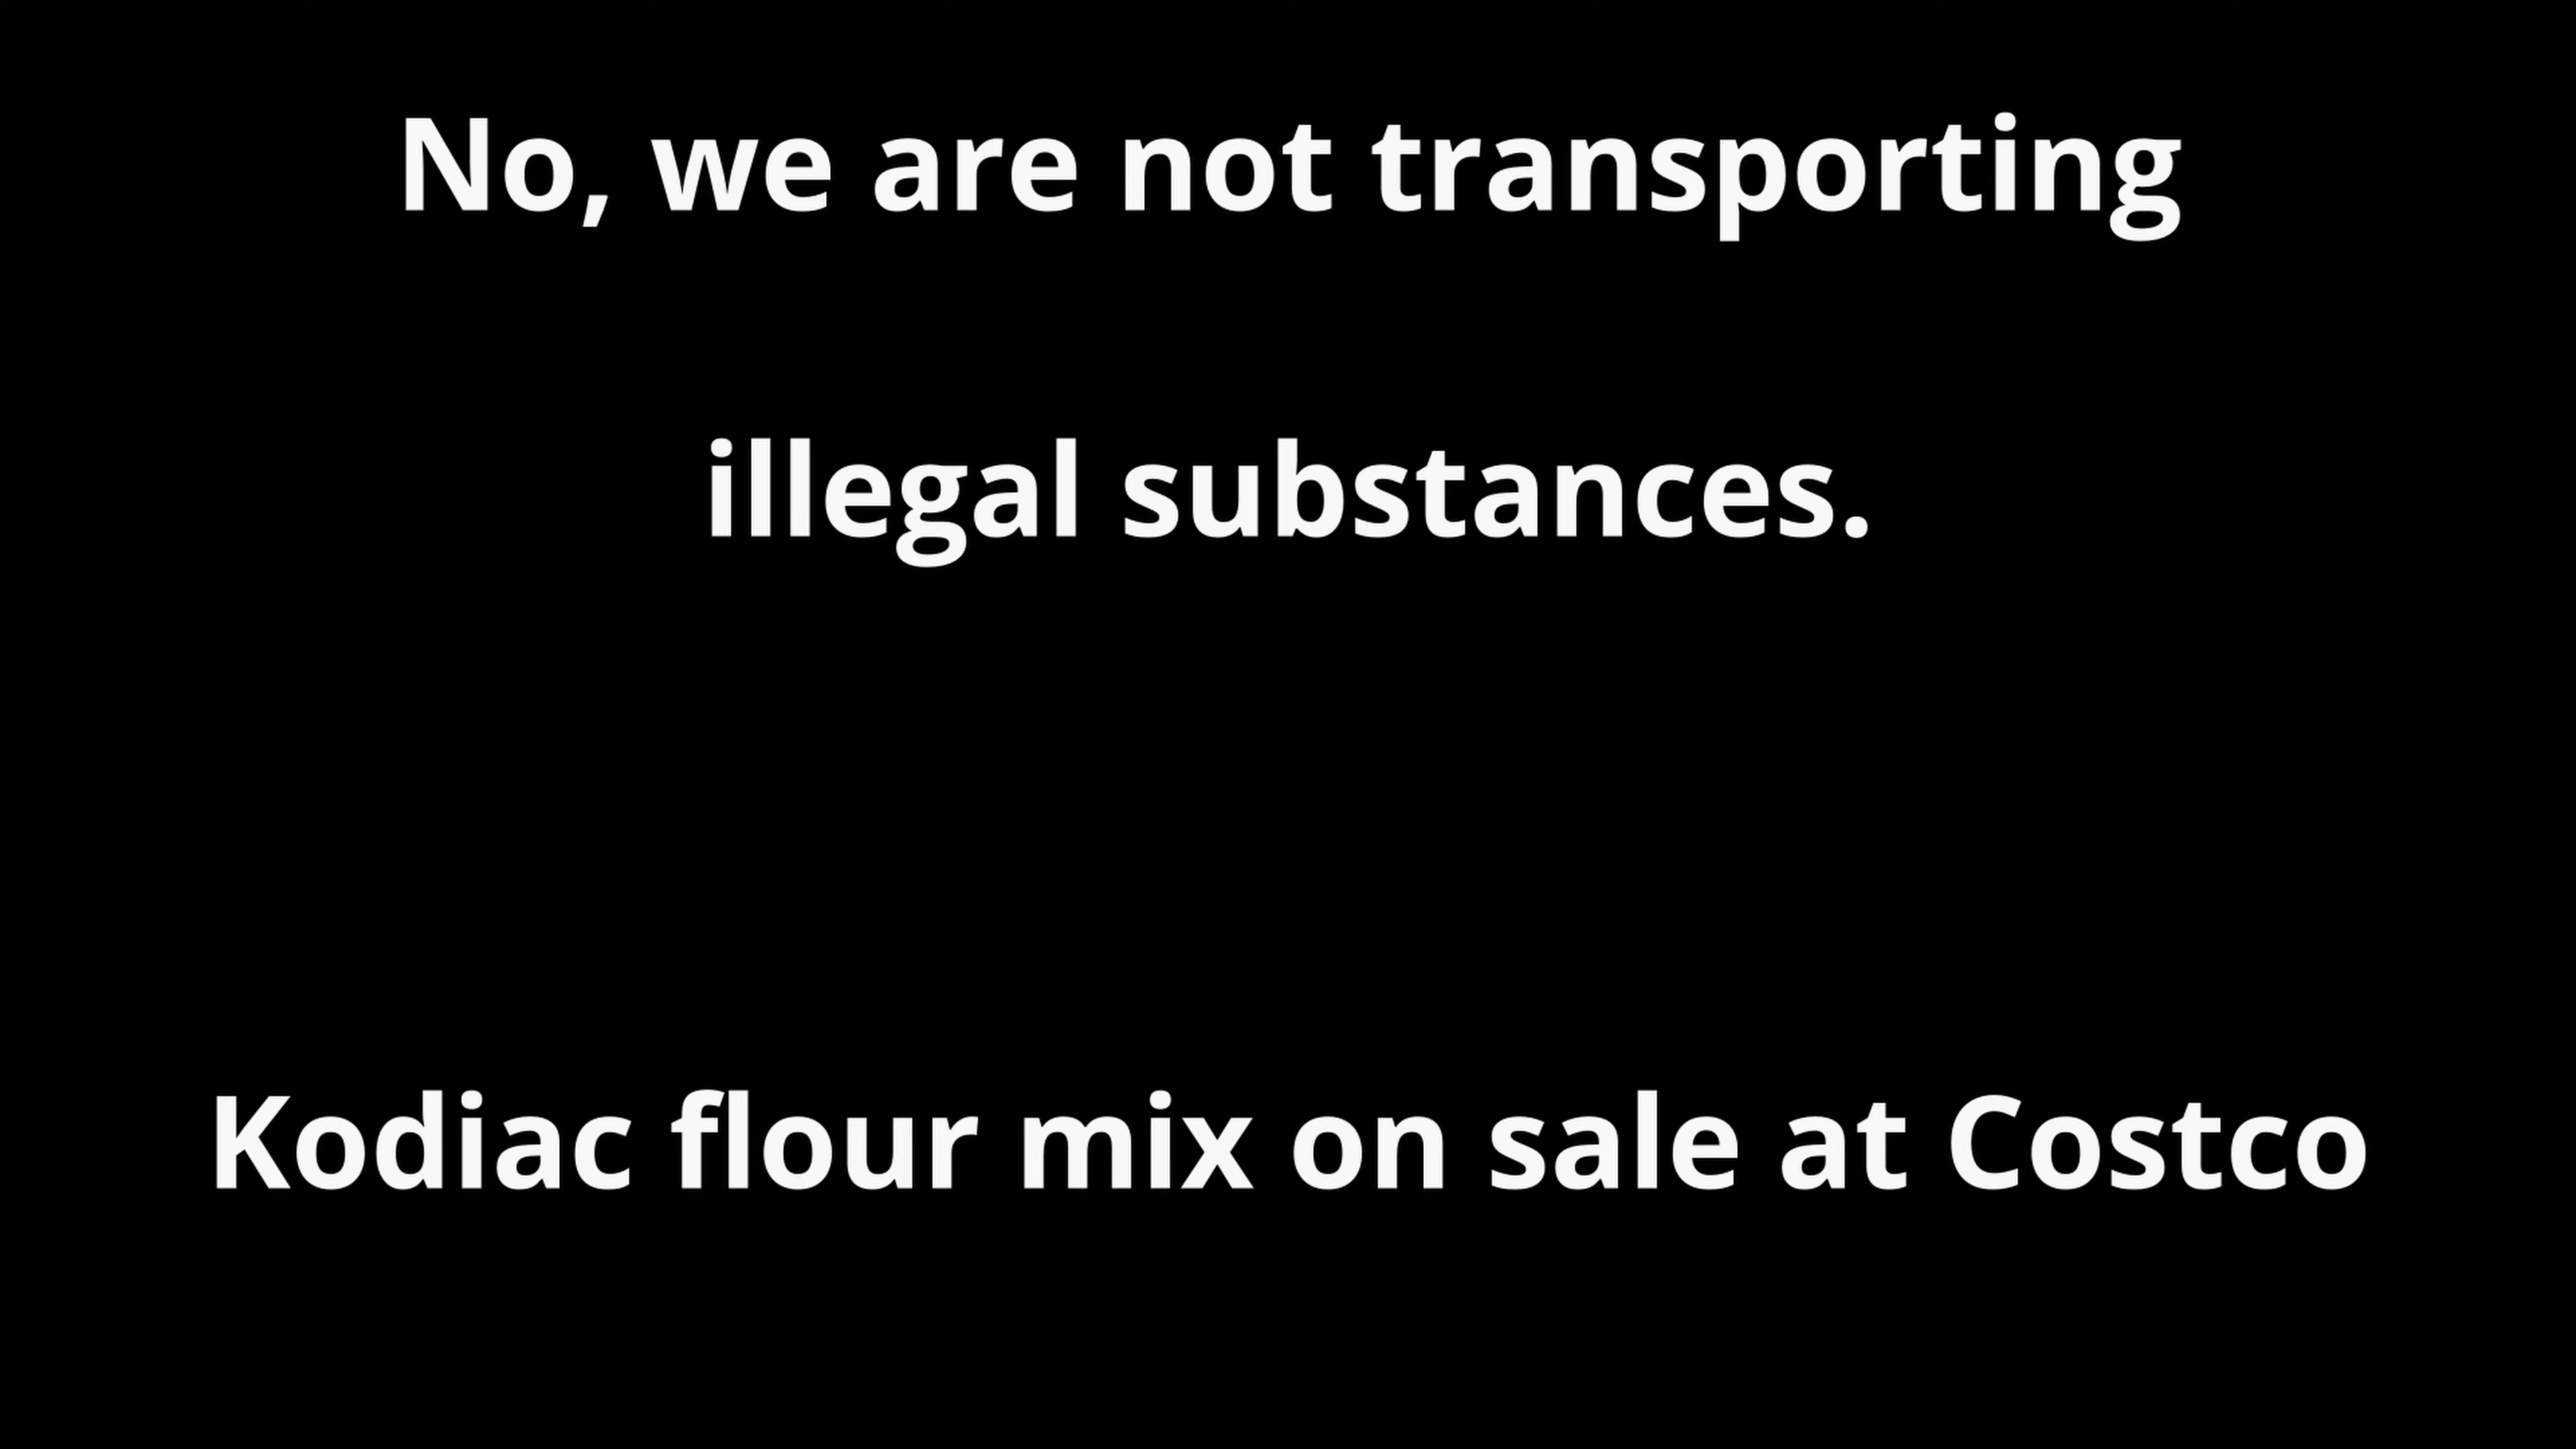 No, we are not transporting
illegal substances.
Kodiac flour mix on sale at Costco